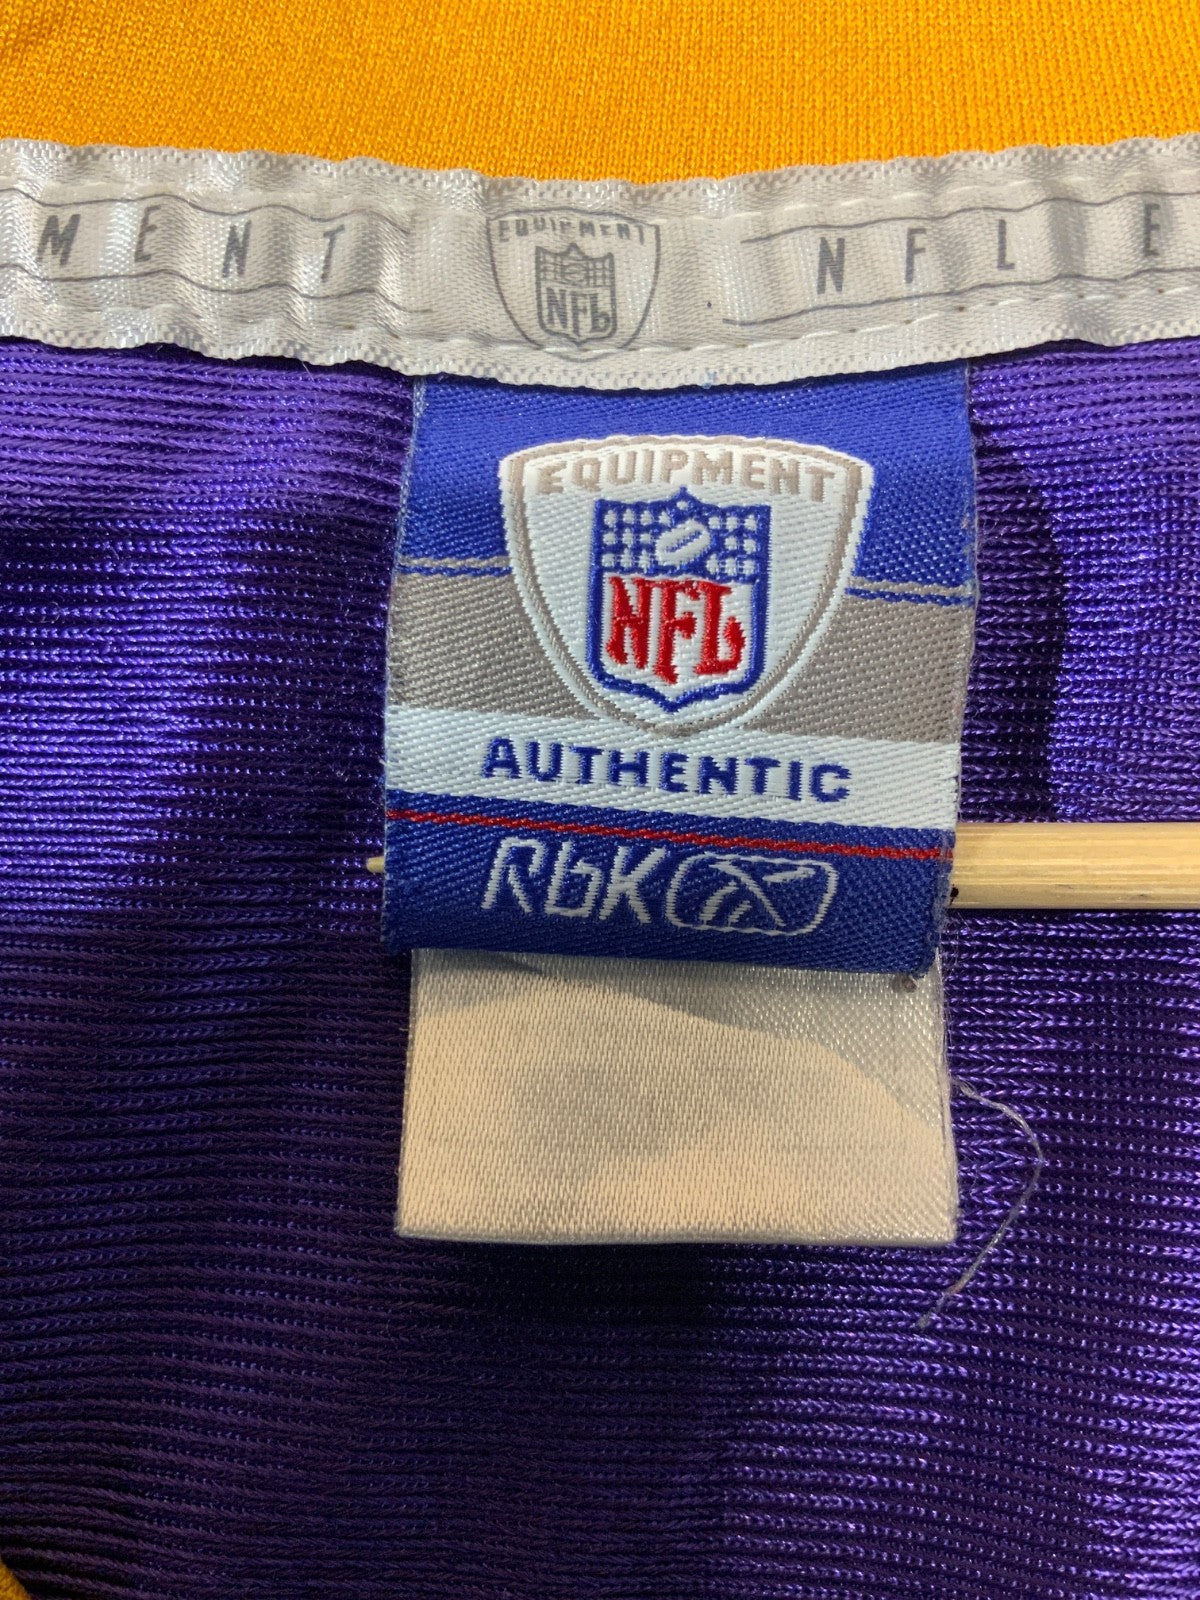 MENT
EQUIPMENT
NFL
NFL E
EQUIPMENT
NFL
AUTHENTIC
RbK